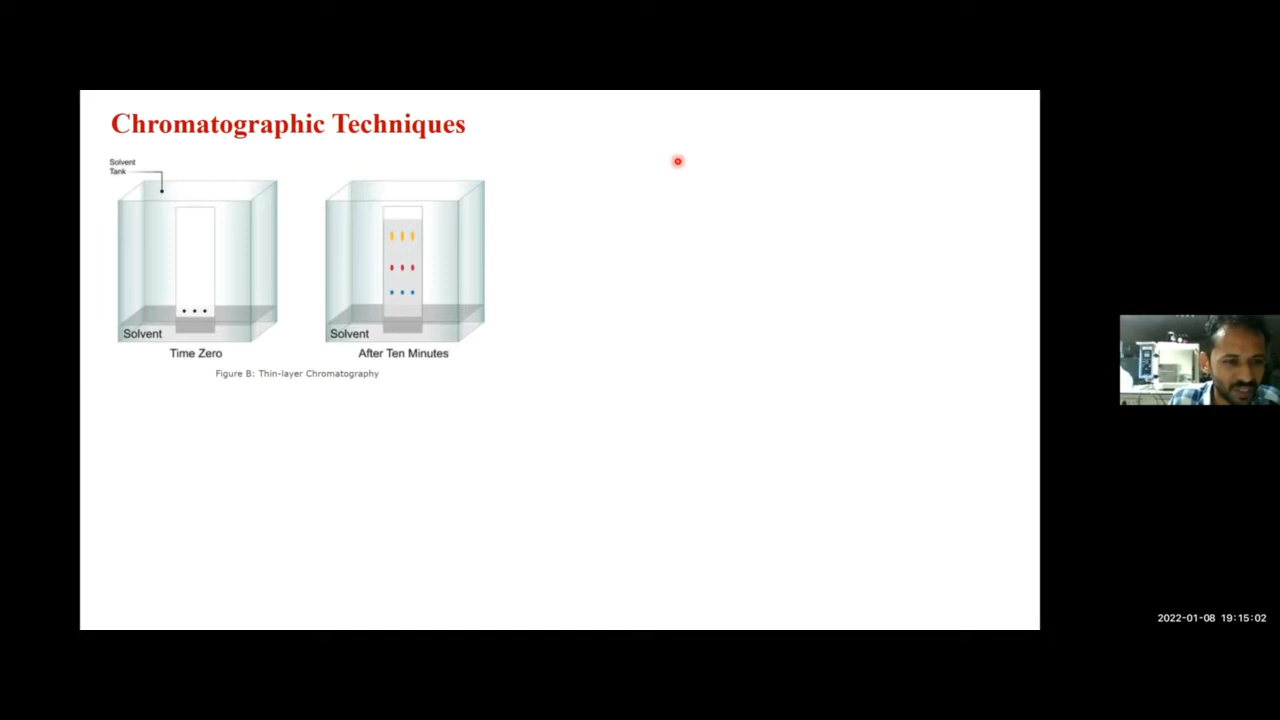 Chromatographic Techniques
Solvent
Tank
Solvent
Solvent
Time Zero
After Ten Minutes
Figure B: Thin-layer Chromatography
2022-01-08 19:15:02